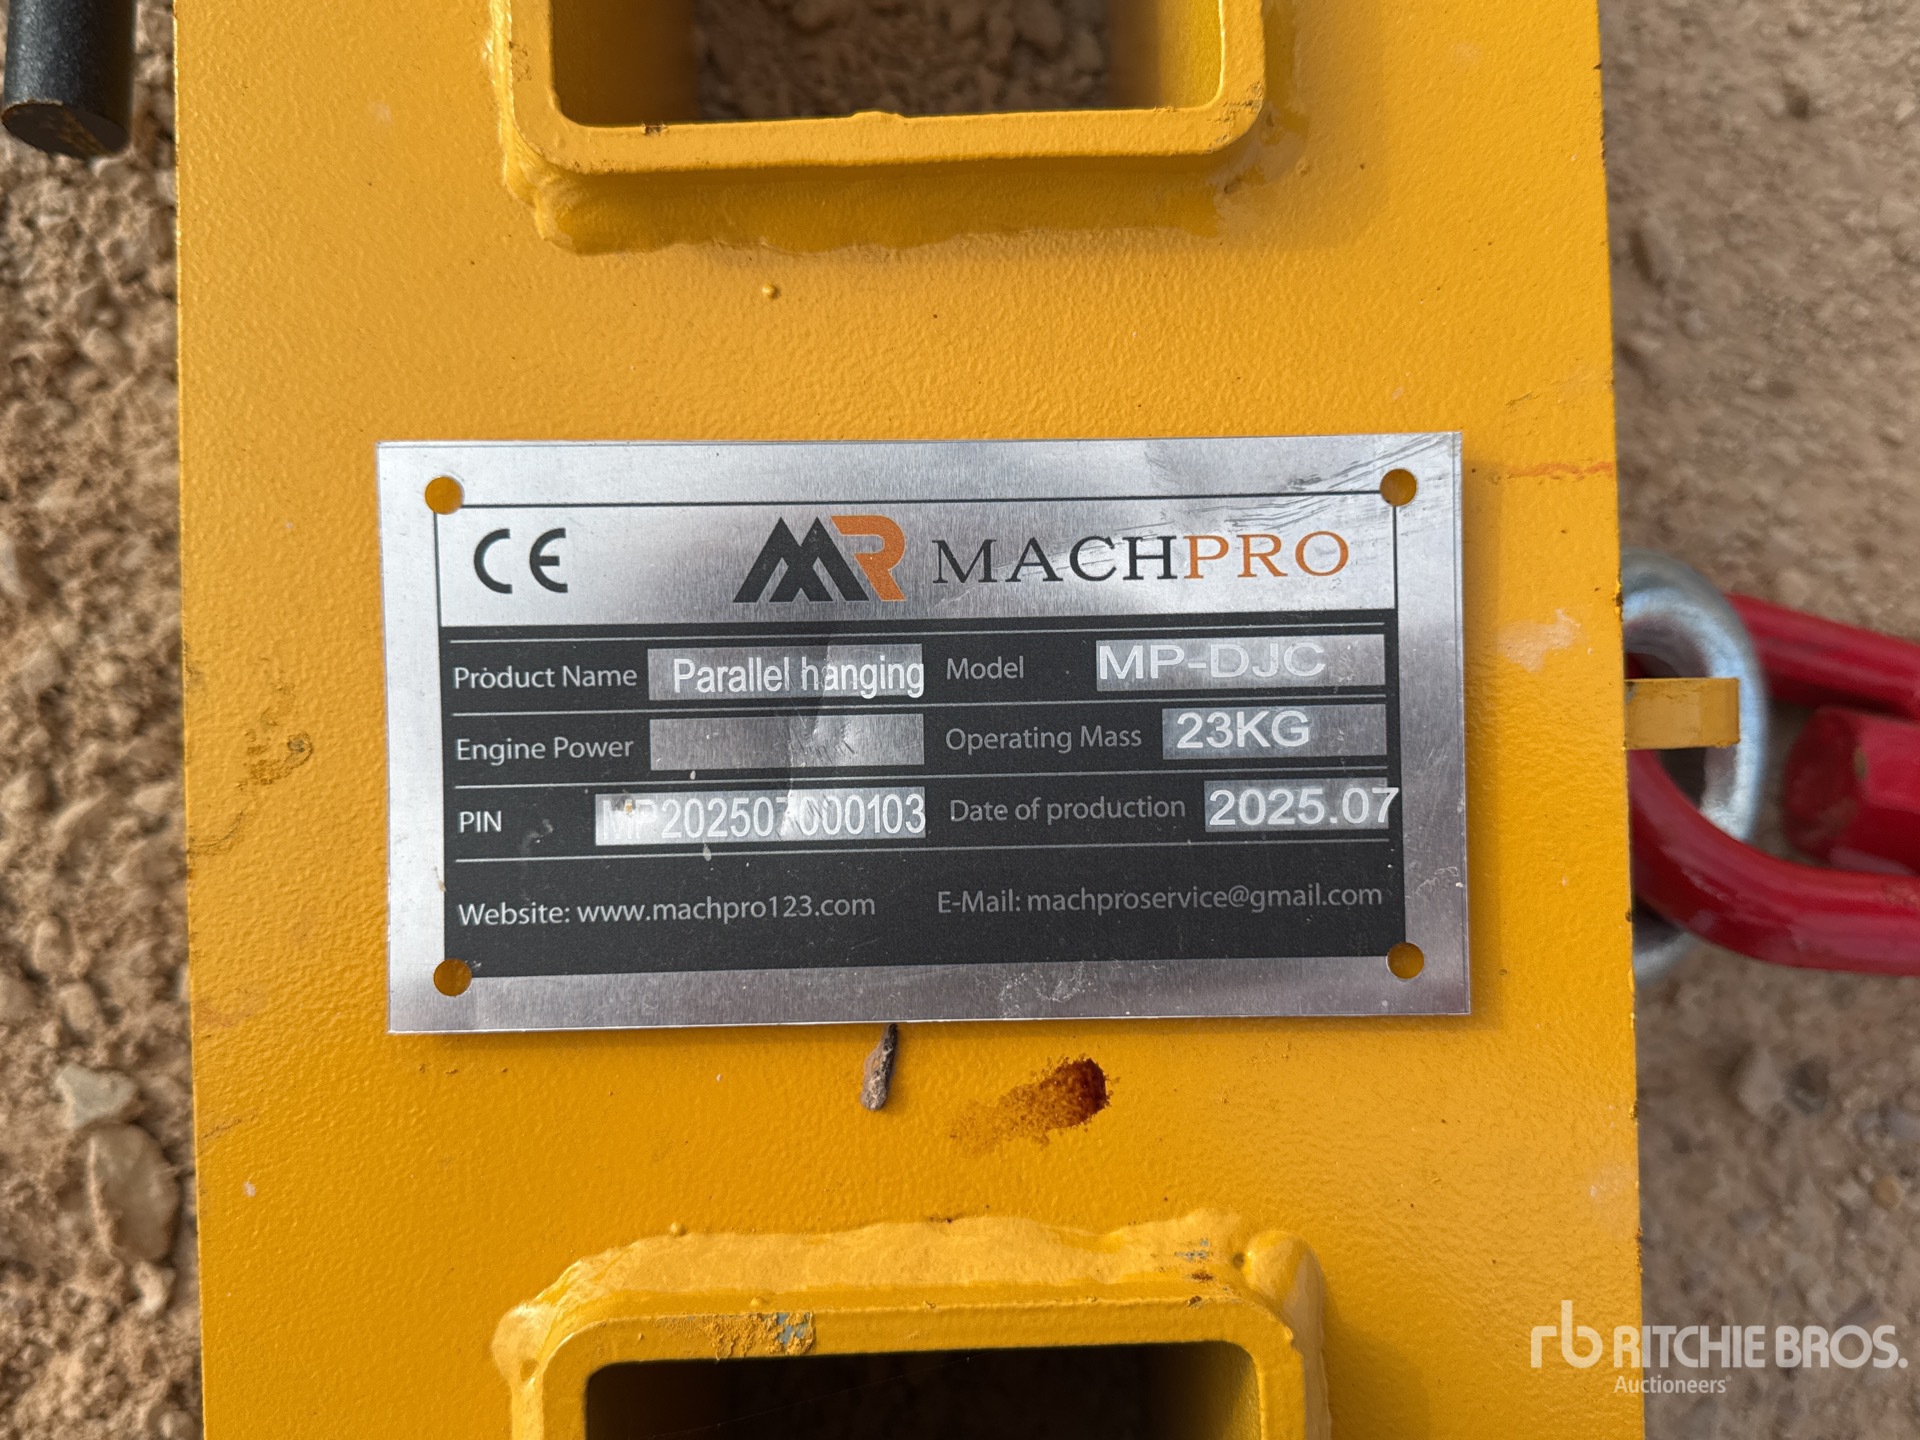 CE MACHPRO
Product Name Parallel hanging Model MP-DJC
Engine Power Operating Mass 23KG
PIN MP202507000103 Date of production 2025.07
Website: www.machpro123.com E-Mail: machproservice@gmail.com
rb RITCHIE BROS.
Auctioneers